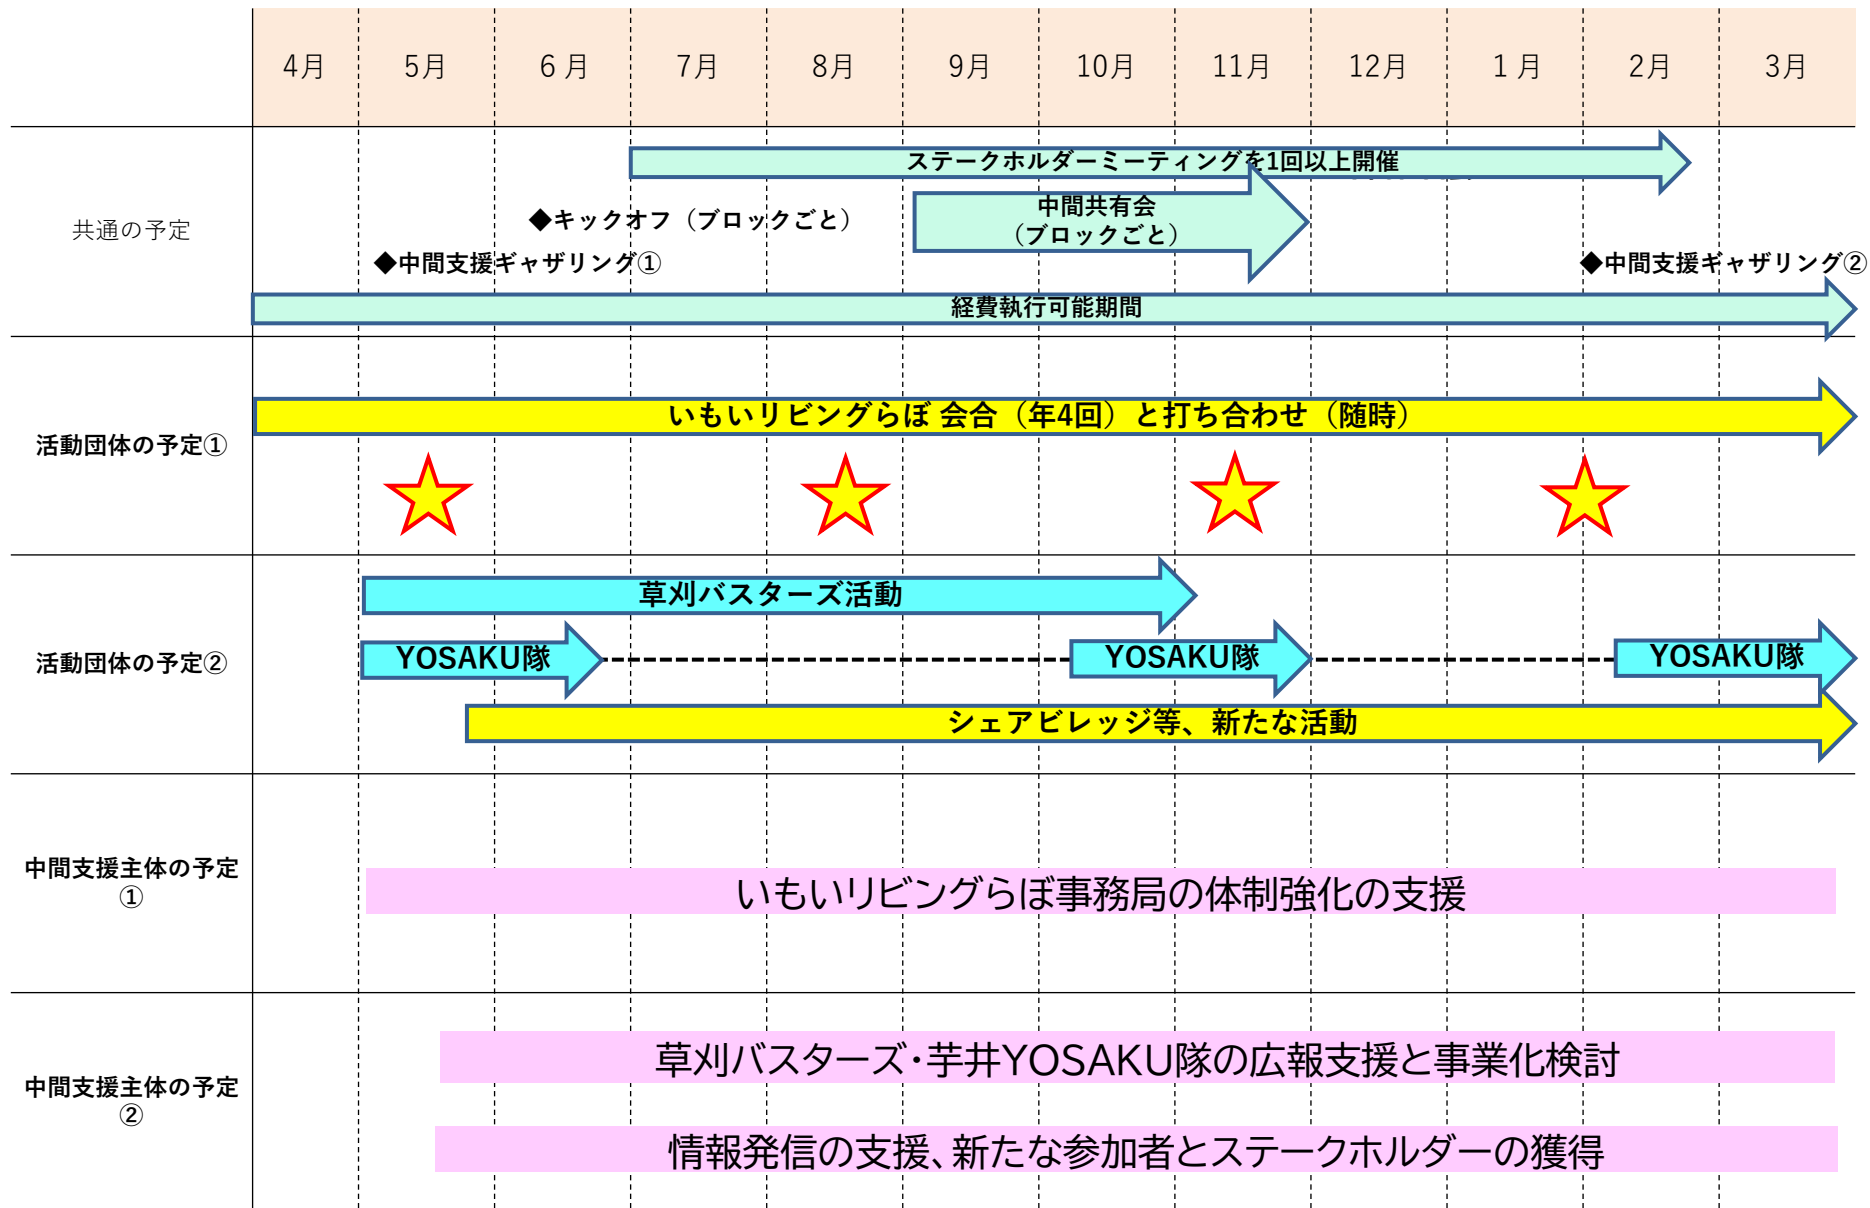 4月 5月 6月 7月 8月 9月 10月 11月 12月 1月 2月 3月
共通の予定
ステークホルダーミーティングを1回以上開催
中間共有会
（ブロックごと）
◆キックオフ（ブロックごと）
◆中間支援ギャザリング①
◆中間支援ギャザリング②
経費執行可能期間
活動団体の予定①
いもいリビングらぼ 会合（年4回）と打ち合わせ（随時）
活動団体の予定②
草刈バスターズ活動
YOSAKU隊 YOSAKU隊 YOSAKU隊
シェアビレッジ等、新たな活動
中間支援主体の予定
①
いもいリビングらぼ事務局の体制強化の支援
中間支援主体の予定
②
草刈バスターズ・芋井YOSAKU隊の広報支援と事業化検討
情報発信の支援、新たな参加者とステークホルダーの獲得